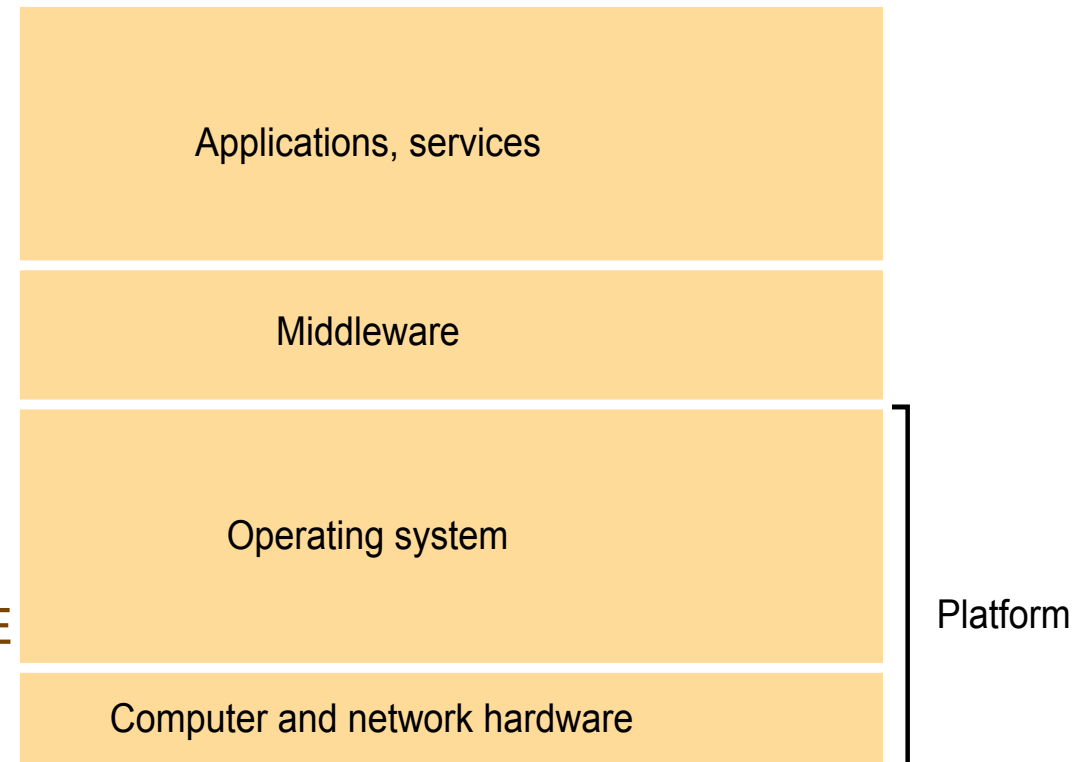 Applications, services
Middleware
Operating system
E
Platform
Computer and network hardware